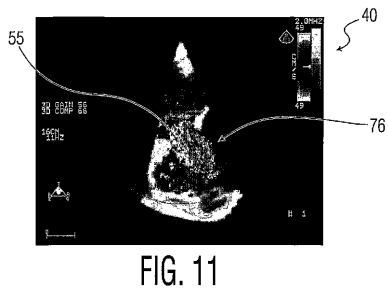 55
40
76
2.0MHZ
49
49
3D GAIN 56
3D COMP 66
16CM
11HZ
# 1
FIG. 11